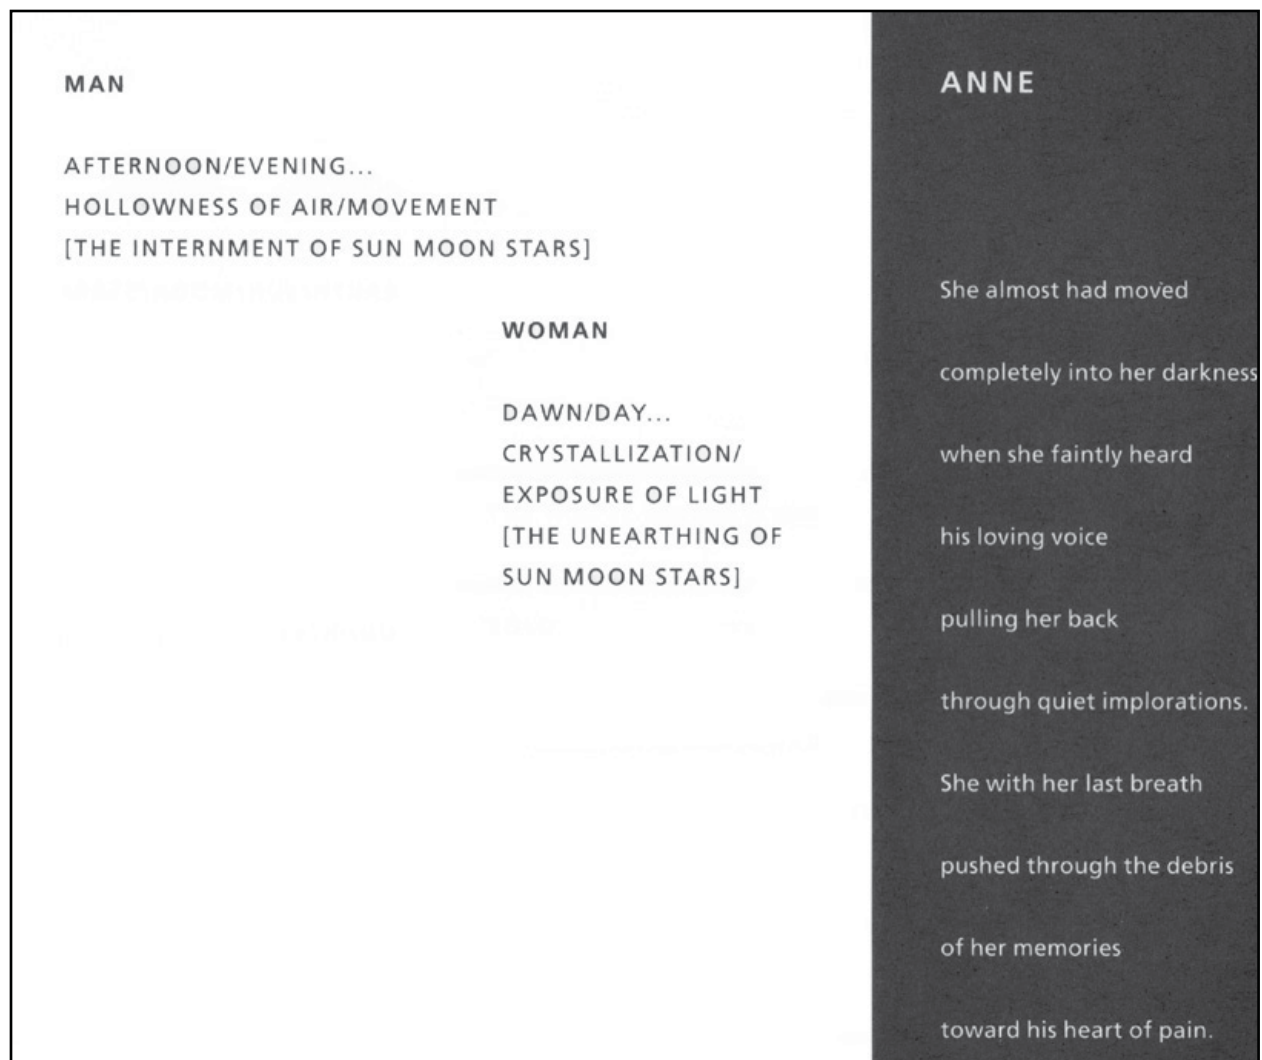 MAN
AFTERNOON/EVENING...
HOLLOWNESS OF AIR/MOVEMENT
[THE INTERNMENT OF SUN MOON STARS]
WOMAN
DAWN/DAY...
CRYSTALLIZATION/
EXPOSURE OF LIGHT
[THE UNEARTHING OF
SUN MOON STARS]
ANNE
She almost had moved
completely into her darkness
when she faintly heard
his loving voice
pulling her back
through quiet implorations.
She with her last breath
pushed through the debris
of her memories
toward his heart of pain.